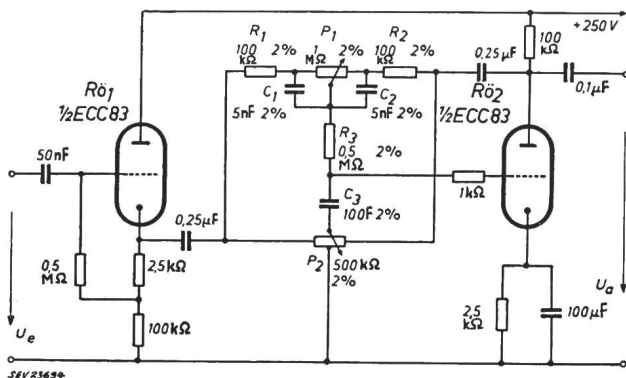 R1 P1 R2
100 kΩ 2% 1 MΩ 2% 100 kΩ 2%
0,25µF
100 kΩ
+250V
0,1µF
Rö1
½ECC83
C1 C2
5nF 2% 5nF 2%
Rö2
½ECC83
50nF
R3
0,5 MΩ 2%
1kΩ
C3
100F 2%
0,25µF
P2 500kΩ
2%
0,5 MΩ
2,5kΩ
100kΩ
2,5 kΩ
100µF
Ue
Ua
SEV23694